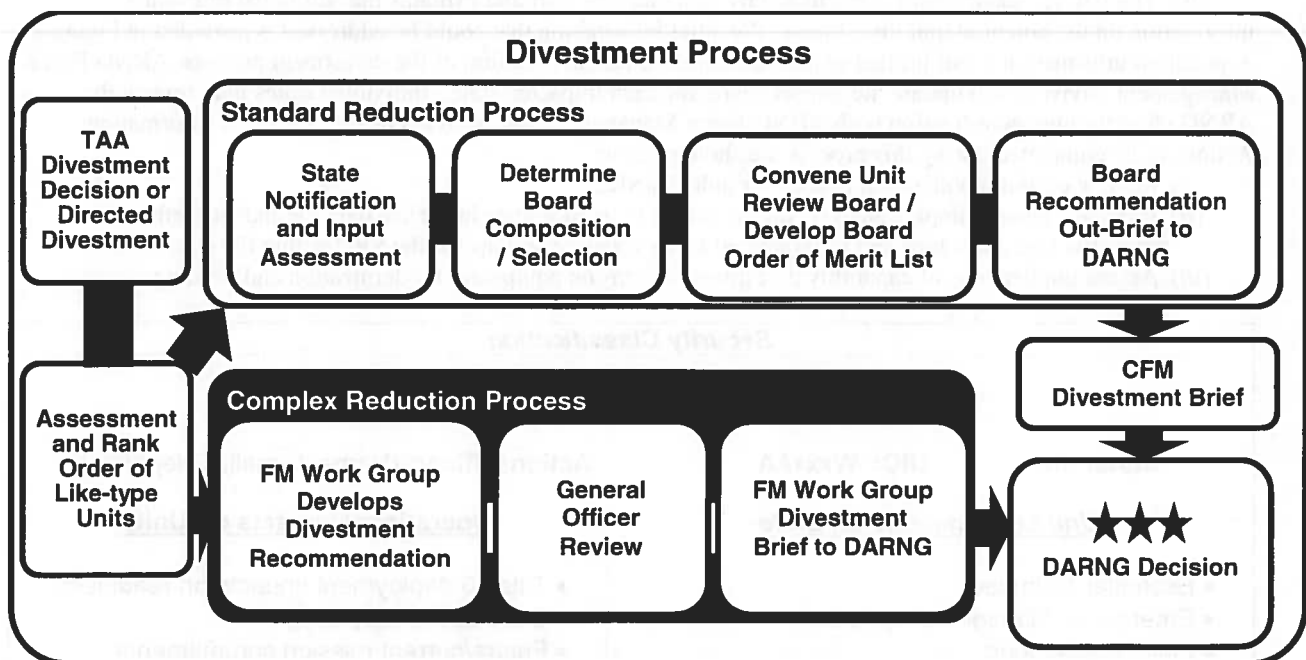 Divestment Process
TAA
Divestment
Decision or
Directed
Divestment
Standard Reduction Process
State
Notification
and Input
Assessment
Determine
Board
Composition
/ Selection
Convene Unit
Review Board /
Develop Board
Order of Merit List
Board
Recommendation
Out-Brief to
DARNG
Assessment
and Rank
Order of
Like-type
Units
Complex Reduction Process
FM Work Group
Develops
Divestment
Recommendation
General
Officer
Review
FM Work Group
Divestment
Brief to DARNG
CFM
Divestment Brief
DARNG Decision